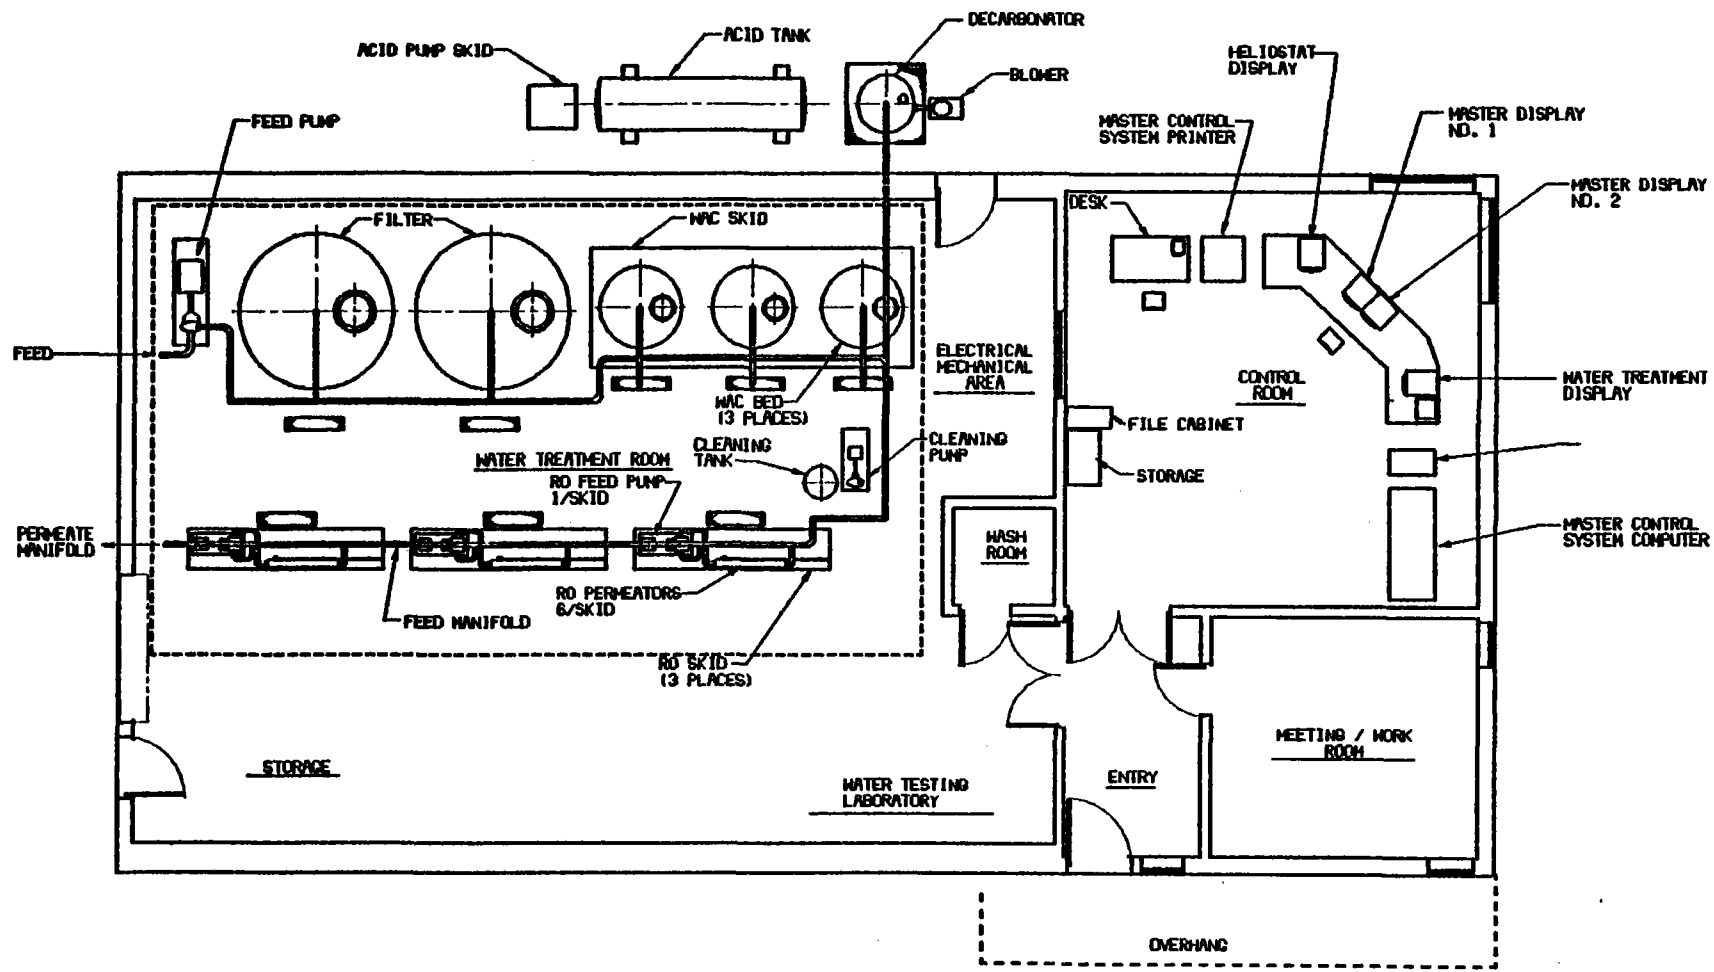 DECARBONATOR
ACID PUMP SKID
ACID TANK
BLOWER
HELIOSTAT
DISPLAY
FEED PUMP
MASTER CONTROL
SYSTEM PRINTER
MASTER DISPLAY
NO. 1
MASTER DISPLAY
NO. 2
DESK
FILTER
WAC SKID
FEED
ELECTRICAL
MECHANICAL
AREA
CONTROL
ROOM
WATER TREATMENT
DISPLAY
WAC BED
(3 PLACES)
FILE CABINET
CLEANING
TANK
CLEANING
PUMP
WATER TREATMENT ROOM
RO FEED PUMP
1/SKID
STORAGE
PERMEATE
MANIFOLD
WASH
ROOM
MASTER CONTROL
SYSTEM COMPUTER
RO PERMEATORS
6/SKID
FEED MANIFOLD
RO SKID
(3 PLACES)
MEETING / WORK
ROOM
STORAGE
WATER TESTING
LABORATORY
ENTRY
OVERHANG